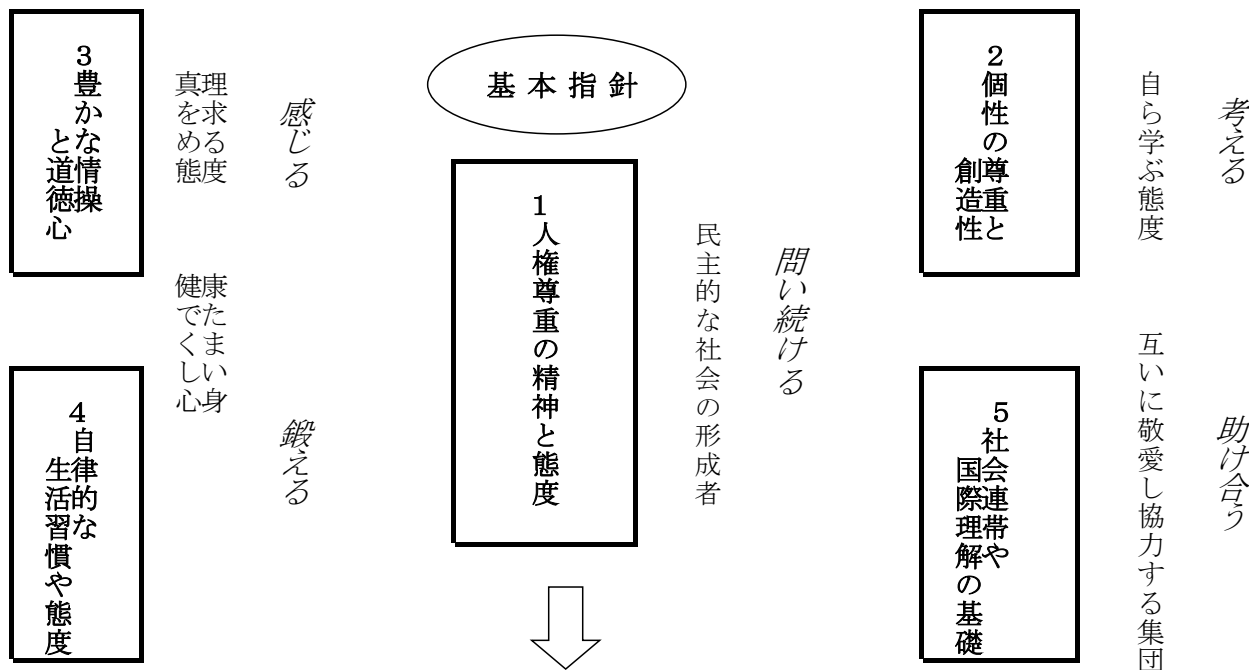 基本指針
1人権尊重の精神と態度
民主的な社会の形成者
問い続ける
2個性の尊重と
創造性
自ら学ぶ態度
考える
3豊かな情操
と道徳心
真理を求める態度
感じる
4自律的な
生活習慣や態度
健康でたくましい心身
鍛える
5社会連帯や
国際理解の基礎
互いに敬愛し協力する集団
助け合う